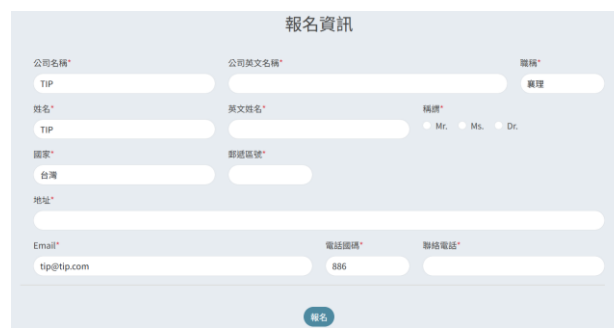 報名資訊
公司名稱* 公司英文名稱* 職稱*
TIP 襄理
姓名* 英文姓名* 稱謂*
TIP Mr. Ms. Dr.
國家* 郵遞區號*
台灣
地址*
Email* 電話國碼* 聯絡電話*
tip@tip.com 886
報名